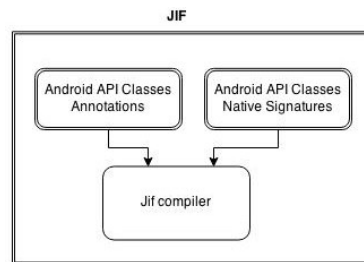 JIF
Android API Classes
Annotations
Android API Classes
Native Signatures
Jif compiler